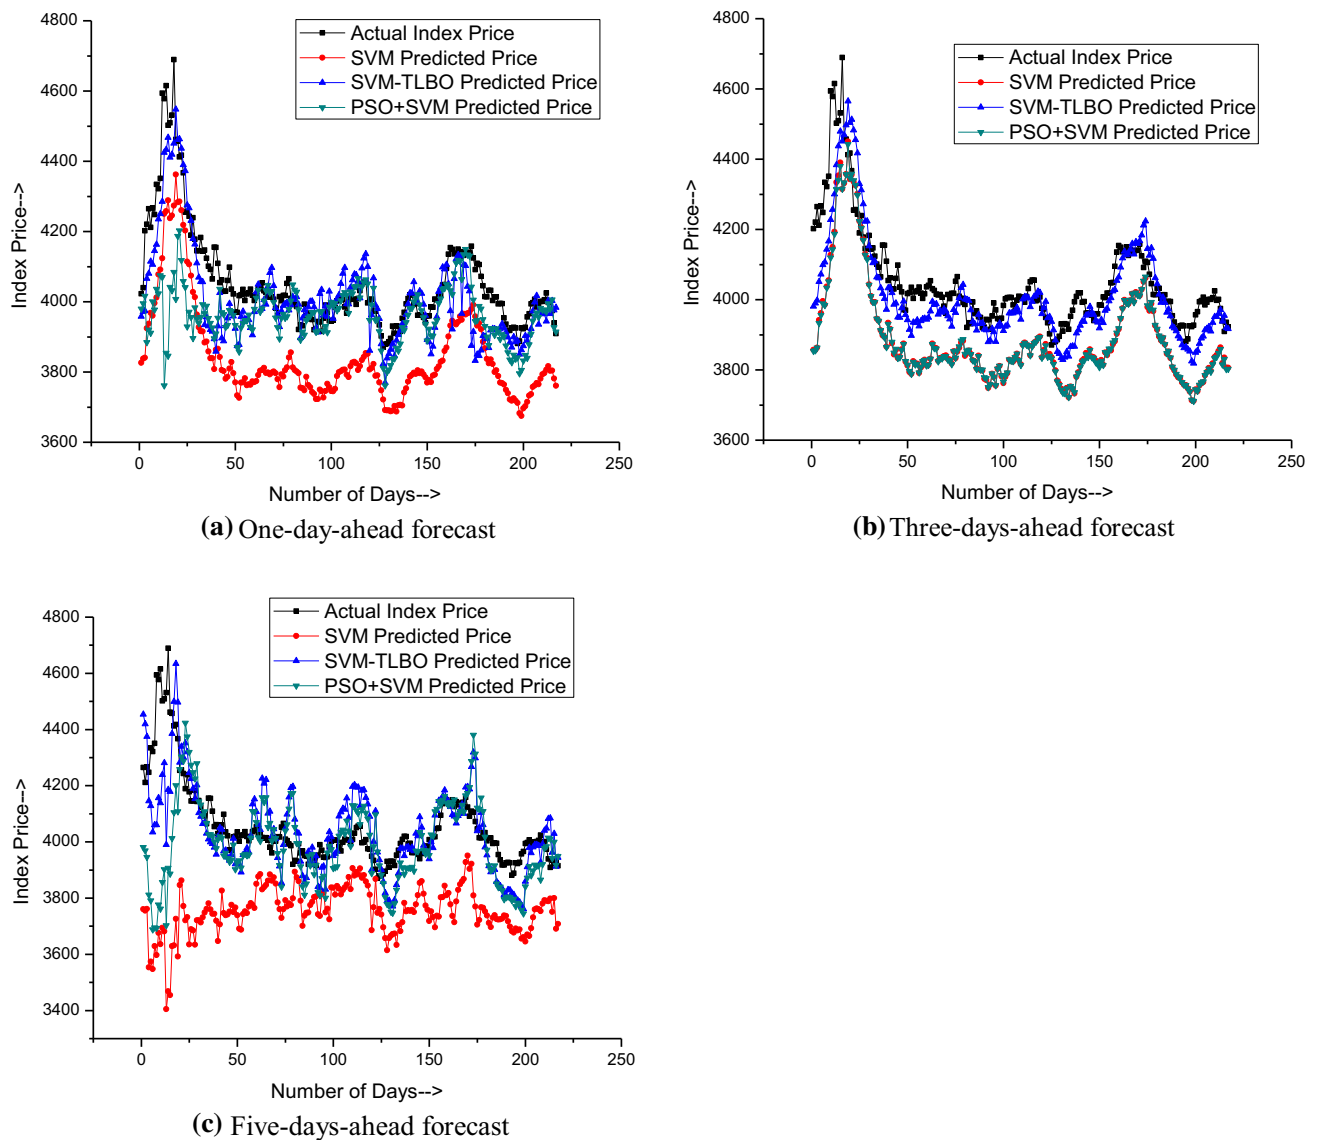 4800
4600
4400
4200
4000
3800
3600
Index Price-->
Actual Index Price
SVM Predicted Price
SVM-TLBO Predicted Price
PSO+SVM Predicted Price
0 50 100 150 200 250
Number of Days-->
(a) One-day-ahead forecast
4800
4600
4400
4200
4000
3800
3600
Index Price-->
Actual Index Price
SVM Predicted Price
SVM-TLBO Predicted Price
PSO+SVM Predicted Price
0 50 100 150 200 250
Number of Days-->
(b) Three-days-ahead forecast
4800
4600
4400
4200
4000
3800
3600
3400
Index Price-->
Actual Index Price
SVM Predicted Price
SVM-TLBO Predicted Price
PSO+SVM Predicted Price
0 50 100 150 200 250
Number of Days-->
(c) Five-days-ahead forecast